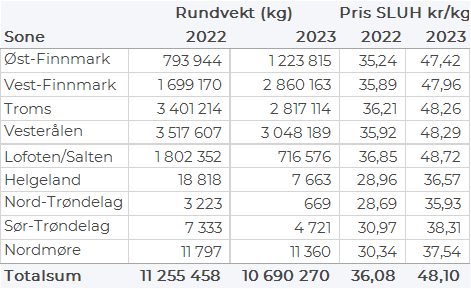 Rundvekt (kg) Pris SLUH kr/kg
Sone 2022 2023 2022 2023
Øst-Finnmark 793 944 1 223 815 35,24 47,42
Vest-Finnmark 1 699 170 2 860 163 35,89 47,96
Troms 3 401 214 2 817 114 36,21 48,26
Vesterålen 3 517 607 3 048 189 35,92 48,29
Lofoten/Salten 1 802 352 716 576 36,85 48,72
Helgeland 18 818 7 663 28,96 36,57
Nord-Trøndelag 3 223 669 28,69 35,93
Sør-Trøndelag 7 333 4 721 30,97 38,31
Nordmøre 11 797 11 360 30,34 37,54
Totalsum 11 255 458 10 690 270 36,08 48,10